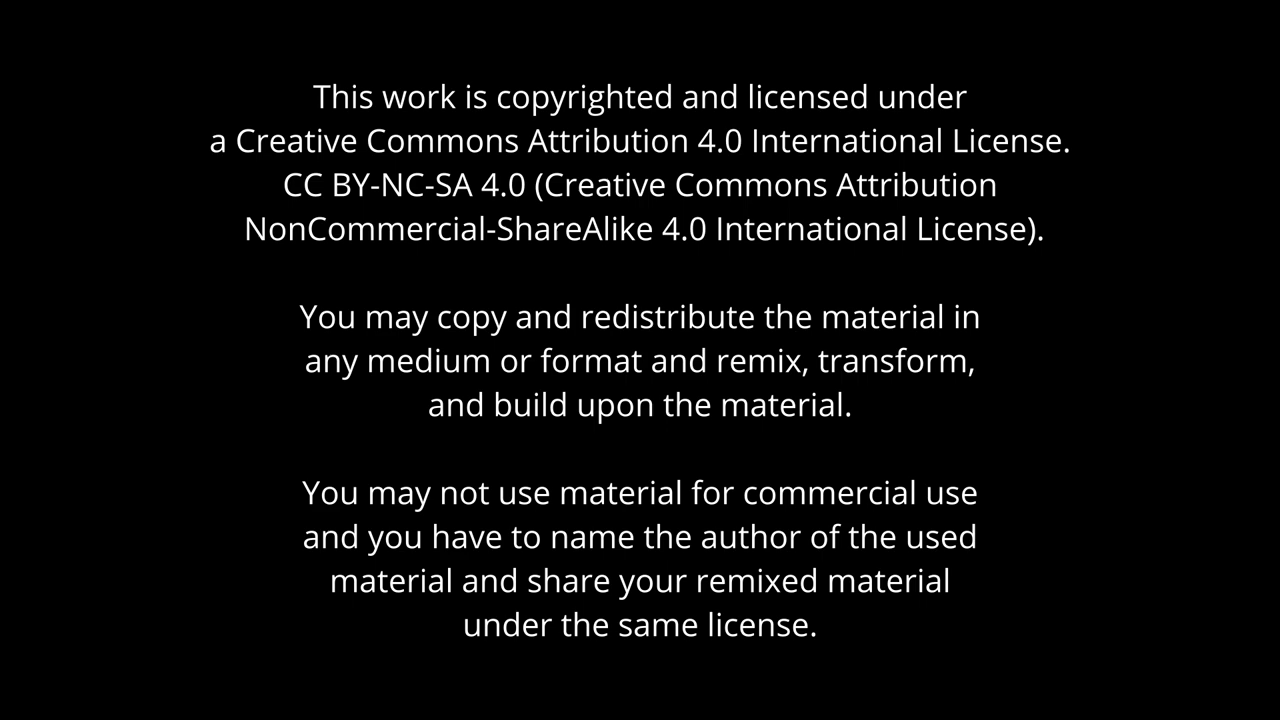 This work is copyrighted and licensed under
a Creative Commons Attribution 4.0 International License.
CC BY-NC-SA 4.0 (Creative Commons Attribution
NonCommercial-ShareAlike 4.0 International License).
You may copy and redistribute the material in
any medium or format and remix, transform,
and build upon the material.
You may not use material for commercial use
and you have to name the author of the used
material and share your remixed material
under the same license.